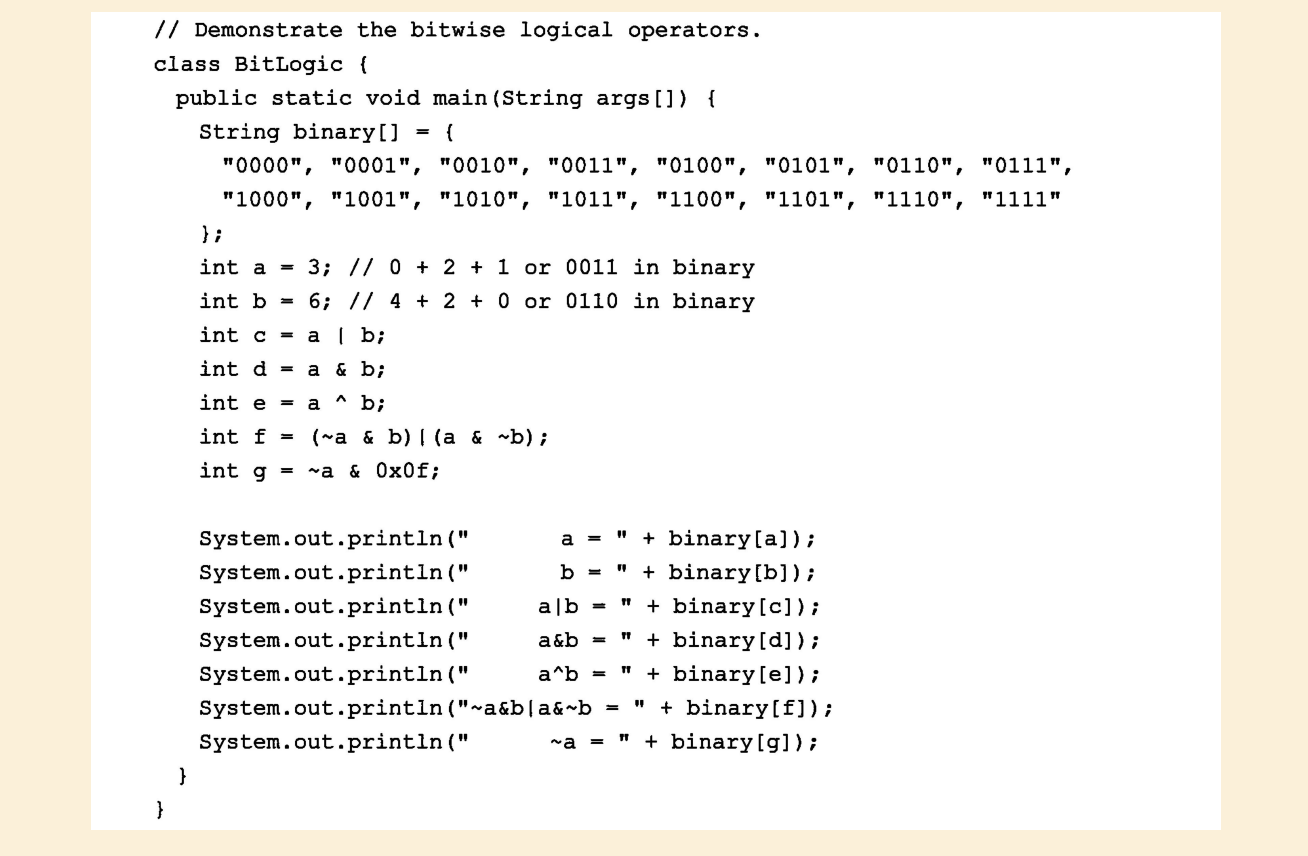 // Demonstrate the bitwise logical operators.
class BitLogic {
  public static void main(String args[]) {
    String binary[] = {
      "0000", "0001", "0010", "0011", "0100", "0101", "0110", "0111",
      "1000", "1001", "1010", "1011", "1100", "1101", "1110", "1111"
    };
    int a = 3; // 0 + 2 + 1 or 0011 in binary
    int b = 6; // 4 + 2 + 0 or 0110 in binary
    int c = a | b;
    int d = a & b;
    int e = a ^ b;
    int f = (~a & b)|(a & ~b);
    int g = ~a & 0x0f;

    System.out.println("       a = " + binary[a]);
    System.out.println("       b = " + binary[b]);
    System.out.println("     a|b = " + binary[c]);
    System.out.println("     a&b = " + binary[d]);
    System.out.println("     a^b = " + binary[e]);
    System.out.println("~a&b|a&~b = " + binary[f]);
    System.out.println("      ~a = " + binary[g]);
  }
}